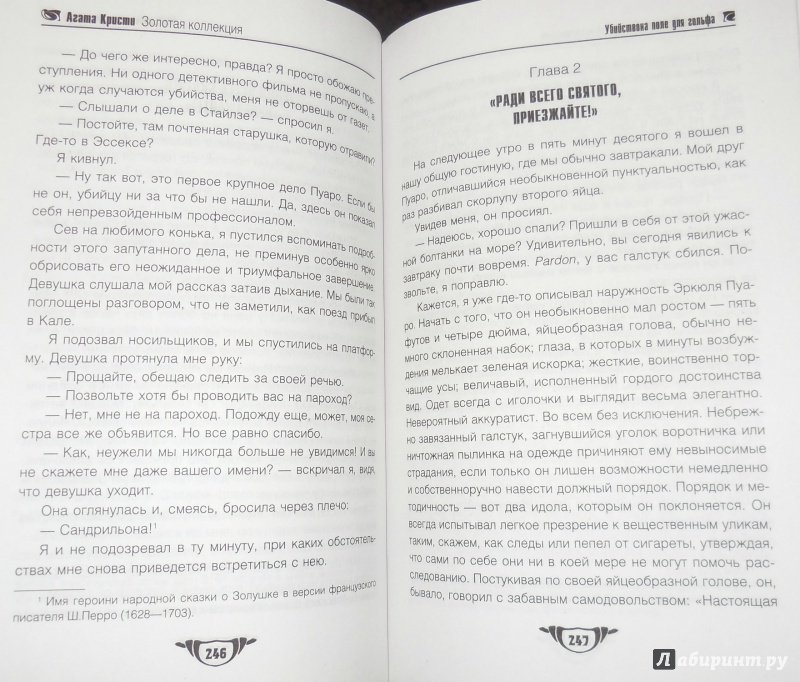 Агата Кристи Золотая коллекция
— До чего же интересно, правда? Я просто обожаю пре-
ступления. Ни одного детективного фильма не пропускаю, а
уж когда случаются убийства, меня не оторвешь от газет.
— Слышали о деле в Стайлзе? — спросил я.
— Постойте, там почтенная старушка, которую отравили?
Где-то в Эссексе?
Я кивнул.
— Ну так вот, это первое крупное дело Пуаро. Если бы
не он, убийцу ни за что бы не нашли. Да, здесь он показал
себя непревзойденным профессионалом.
Сев на любимого конька, я пустился вспоминать подроб-
ности этого запутанного дела, не преминув особенно ярко
обрисовать его неожиданное и триумфальное завершение.
Девушка слушала мой рассказ затаив дыхание. Мы были так
поглощены разговором, что не заметили, как поезд прибыл
в Кале.
Я подозвал носильщиков, и мы спустились на платфор-
му. Девушка протянула мне руку:
— Прощайте, обещаю следить за своей речью.
— Позвольте хотя бы проводить вас на пароход?
— Нет, мне не на пароход. Подожду еще, может, моя се-
стра все же объявится. Но все равно спасибо.
— Как, неужели мы никогда больше не увидимся! И вы
не скажете мне даже вашего имени? — вскричал я, видя,
что девушка уходит.
Она оглянулась и, смеясь, бросила через плечо:
— Сандрильона!¹
Я и не подозревал в ту минуту, при каких обстоятель-
ствах мне снова приведется встретиться с нею.
¹ Имя героини народной сказки о Золушке в версии французского
писателя Ш.Перро (1628—1703).
246
Убийство на поле для гольфа
Глава 2
«РАДИ ВСЕГО СВЯТОГО,
ПРИЕЗЖАЙТЕ!»
На следующее утро в пять минут десятого я вошел в
нашу общую гостиную, где мы обычно завтракали. Мой друг
Пуаро, отличавшийся необыкновенной пунктуальностью, как
раз разбивал скорлупу второго яйца.
Увидев меня, он просиял.
— Надеюсь, хорошо спали? Пришли в себя от этой ужас-
ной болтанки на море? Удивительно, вы сегодня явились к
завтраку почти вовремя. Pardon, у вас галстук сбился. По-
звольте, я поправлю.
Кажется, я уже где-то описывал наружность Эркюля Пуа-
ро. Начать с того, что он необыкновенно мал ростом — пять
футов и четыре дюйма, яйцеобразная голова, обычно не-
много склоненная набок; глаза, в которых в минуты возбуж-
дения мелькает зеленая искорка; жесткие, воинственно тор-
чащие усы; величавый, исполненный гордого достоинства
вид. Одет всегда с иголочки и выглядит весьма элегантно.
Невероятный аккуратист. Во всем без исключения. Небреж-
но завязанный галстук, загнувшийся уголок воротничка или
ничтожная пылинка на одежде причиняют ему невыносимые
страдания, если только он лишен возможности немедленно
и собственноручно навести должный порядок. Порядок и ме-
тодичность — вот два идола, которым он поклоняется. Он
всегда испытывал легкое презрение к вещественным уликам,
таким, скажем, как следы или пепел от сигареты, утверждая,
что сами по себе они ни в коей мере не могут помочь рас-
следованию. Постукивая по своей яйцеобразной голове, он,
бывало, говорил с забавным самодовольством: «Настоящая
247
Лабиринт.ру